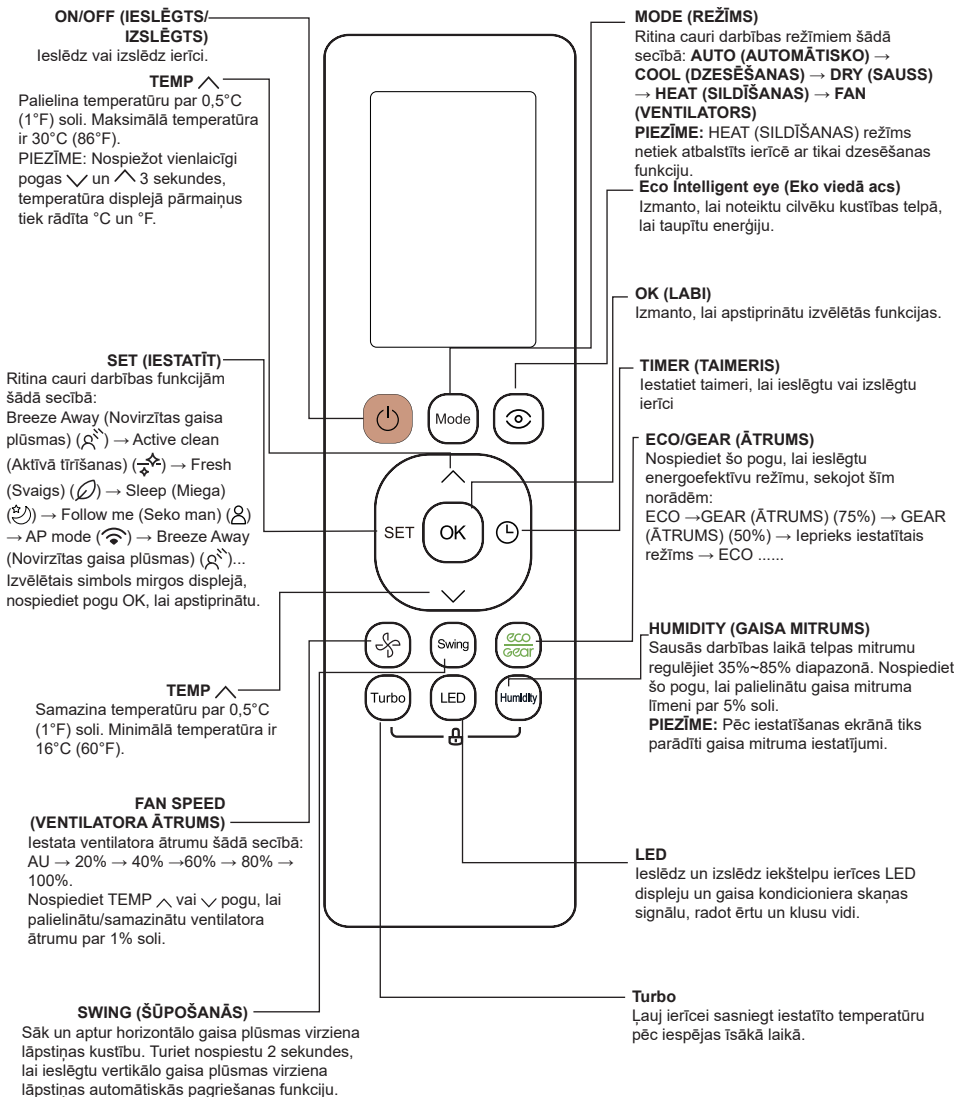 ON/OFF (IESLĒGTS/
IZSLĒGTS)
Ieslēdz vai izslēdz ierīci.
TEMP
Palielina temperatūru par 0,5°C
(1°F) soli. Maksimālā temperatūra
ir 30°C (86°F).
PIEZĪME: Nospiežot vienlaicīgi
pogas un 3 sekundes,
temperatūra displejā pārmaiņus
tiek rādīta °C un °F.
SET (IESTATĪT)
Ritina cauri darbības funkcijām
šādā secībā:
Breeze Away (Novirzītas gaisa
plūsmas) ( ) → Active clean
(Aktīvā tīrīšanas) ( ) → Fresh
(Svaigs) ( ) → Sleep (Miega)
( ) → Follow me (Seko man) ( )
→ AP mode ( ) → Breeze Away
(Novirzītas gaisa plūsmas) ( )...
Izvēlētais simbols mirgos displejā,
nospiediet pogu OK, lai apstiprinātu.
TEMP
Samazina temperatūru par 0,5°C
(1°F) soli. Minimālā temperatūra ir
16°C (60°F).
FAN SPEED
(VENTILATORA ĀTRUMS)
Iestata ventilatora ātrumu šādā secībā:
AU → 20% → 40% →60% → 80% →
100%.
Nospiediet TEMP vai pogu, lai
palielinātu/samazinātu ventilatora
ātrumu par 1% soli.
SWING (ŠŪPOŠANĀS)
Sāk un aptur horizontālo gaisa plūsmas virziena
lāpstiņas kustību. Turiet nospiestu 2 sekundes,
lai ieslēgtu vertikālo gaisa plūsmas virziena
lāpstiņas automātiskās pagriešanas funkciju.
Mode
SET
OK
Swing
eco
Gear
Turbo
LED
Humidity
MODE (REŽĪMS)
Ritina cauri darbības režīmiem šādā
secībā: AUTO (AUTOMĀTISKO) →
COOL (DZESĒŠANAS) → DRY (SAUSS)
→ HEAT (SILDĪŠANAS) → FAN
(VENTILATORS)
PIEZĪME: HEAT (SILDĪŠANAS) režīms
netiek atbalstīts ierīcē ar tikai dzesēšanas
funkciju.
Eco Intelligent eye (Eko viedā acs)
Izmanto, lai noteiktu cilvēku kustības telpā,
lai taupītu enerģiju.
OK (LABI)
Izmanto, lai apstiprinātu izvēlētās funkcijas.
TIMER (TAIMERIS)
Iestatiet taimeri, lai ieslēgtu vai izslēgtu
ierīci
ECO/GEAR (ĀTRUMS)
Nospiediet šo pogu, lai ieslēgtu
energoefektīvu režīmu, sekojot šīm
norādēm:
ECO →GEAR (ĀTRUMS) (75%) → GEAR
(ĀTRUMS) (50%) → Iepriekš iestatītais
režīms → ECO ......
HUMIDITY (GAISA MITRUMS)
Sausās darbības laikā telpas mitrumu
regulējiet 35%~85% diapazonā. Nospiediet
šo pogu, lai palielinātu gaisa mitruma
līmeni par 5% soli.
PIEZĪME: Pēc iestatīšanas ekrānā tiks
parādīti gaisa mitruma iestatījumi.
LED
Ieslēdz un izslēdz iekštelpu ierīces LED
displeju un gaisa kondicioniera skaņas
signālu, radot ērtu un klusu vidi.
Turbo
Ļauj ierīcei sasniegt iestatīto temperatūru
pēc iespējas īsākā laikā.